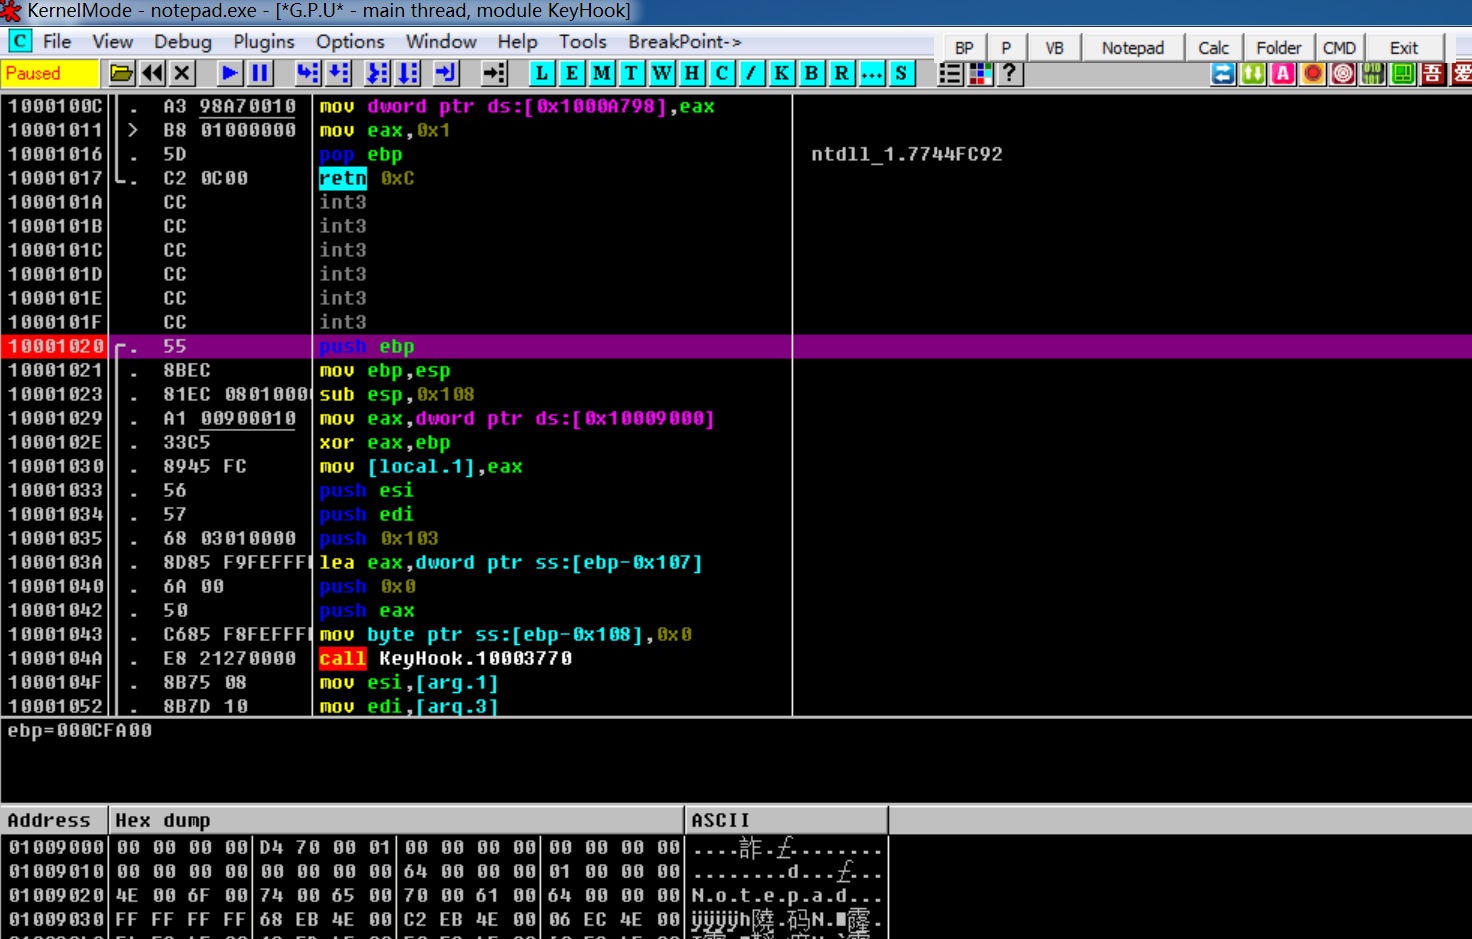 KernelMode - notepad.exe - [*G.P.U* - main thread, module KeyHook]
C File View Debug Plugins Options Window Help Tools BreakPoint-> BP P VB Notepad Calc Folder CMD Exit
Paused L E M T W H C / K B R ... S ? A 吾 爱
1000100C . A3 98A70010 mov dword ptr ds:[0x1000A798],eax
10001011 > B8 01000000 mov eax,0x1
10001016 . 5D pop ebp ntdll_1.7744FC92
10001017 . C2 0C00 retn 0xC
1000101A CC int3
1000101B CC int3
1000101C CC int3
1000101D CC int3
1000101E CC int3
1000101F CC int3
10001020 . 55 push ebp
10001021 . 8BEC mov ebp,esp
10001023 . 81EC 0801000 sub esp,0x108
10001029 . A1 00900010 mov eax,dword ptr ds:[0x10009000]
1000102E . 33C5 xor eax,ebp
10001030 . 8945 FC mov [local.1],eax
10001033 . 56 push esi
10001034 . 57 push edi
10001035 . 68 03010000 push 0x103
1000103A . 8D85 F9FEFFF lea eax,dword ptr ss:[ebp-0x107]
10001040 . 6A 00 push 0x0
10001042 . 50 push eax
10001043 . C685 F8FEFFF mov byte ptr ss:[ebp-0x108],0x0
1000104A . E8 21270000 call KeyHook.10003770
1000104F . 8B75 08 mov esi,[arg.1]
10001052 . 8B7D 10 mov edi,[arg.3]
ebp=000CFA00
Address Hex dump ASCII
01009000 00 00 00 00 D4 70 00 01 00 00 00 00 00 00 00 00 ....詐.£........
01009010 00 00 00 00 00 00 00 00 64 00 00 00 01 00 00 00 ........d...£...
01009020 4E 00 6F 00 74 00 65 00 70 00 61 00 64 00 00 00 N.o.t.e.p.a.d...
01009030 FF FF FF FF 68 EB 4E 00 C2 EB 4E 00 06 EC 4E 00 ÿÿÿÿh